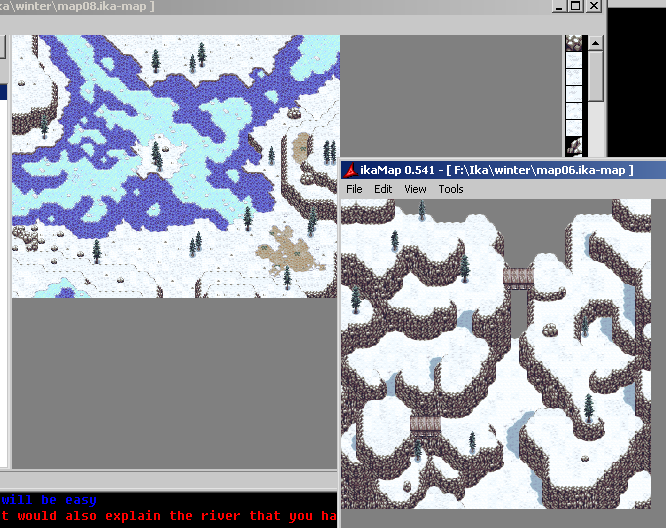 ka\winter\map08.ika-map ]
ikaMap 0.541 - [ F:\Ika\winter\map06.ika-map ]
File Edit View Tools
will be easy
t would also explain the river that you ha